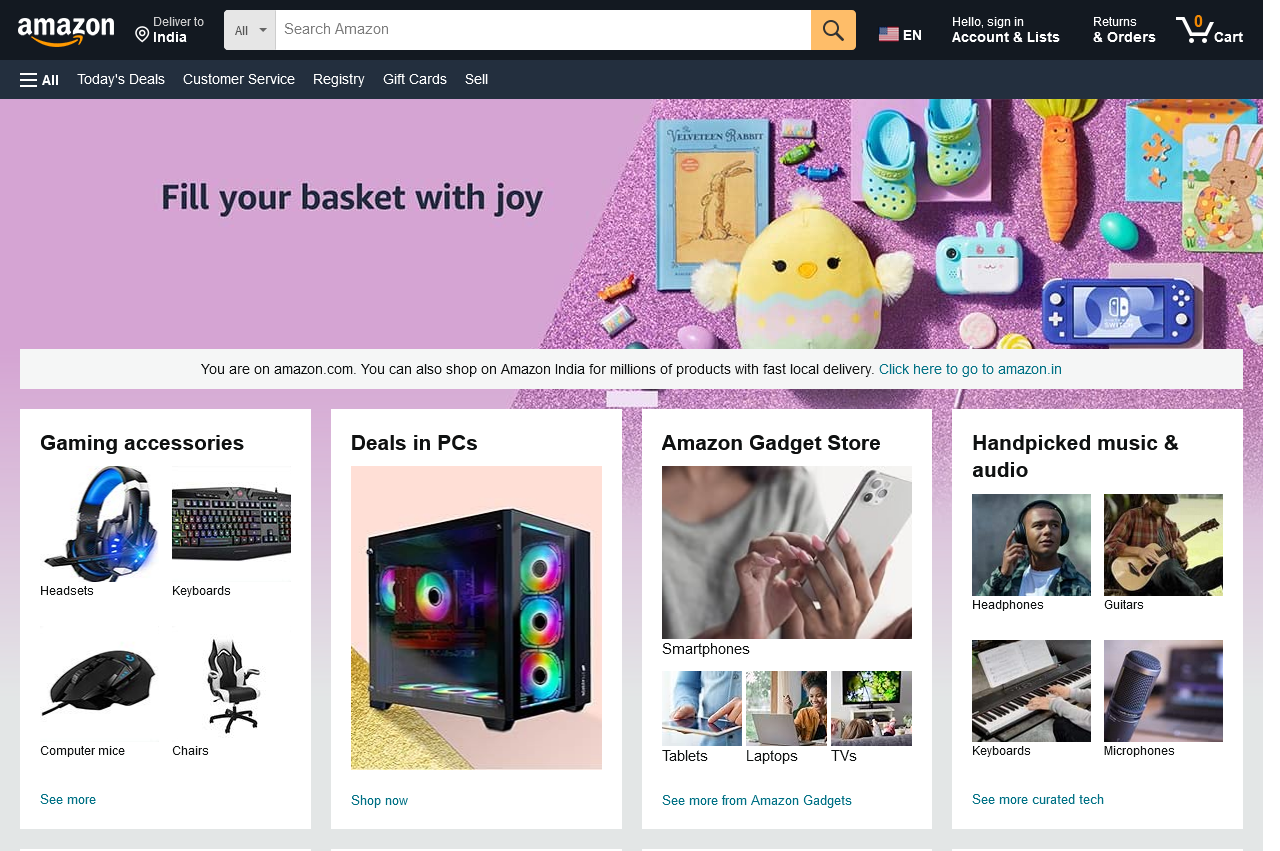 amazon
Deliver to
India
All
Search Amazon
EN
Hello, sign in
Account & Lists
Returns
& Orders
0
Cart
All
Today's Deals
Customer Service
Registry
Gift Cards
Sell
Fill your basket with joy
The
VELVETEEN RABBIT
NINTENDO
SWITCH
You are on amazon.com. You can also shop on Amazon India for millions of products with fast local delivery. Click here to go to amazon.in
Gaming accessories
Headsets
Keyboards
Computer mice
Chairs
See more
Deals in PCs
Shop now
Amazon Gadget Store
Smartphones
Tablets
Laptops
TVs
See more from Amazon Gadgets
Handpicked music &
audio
Headphones
Guitars
Keyboards
Microphones
See more curated tech